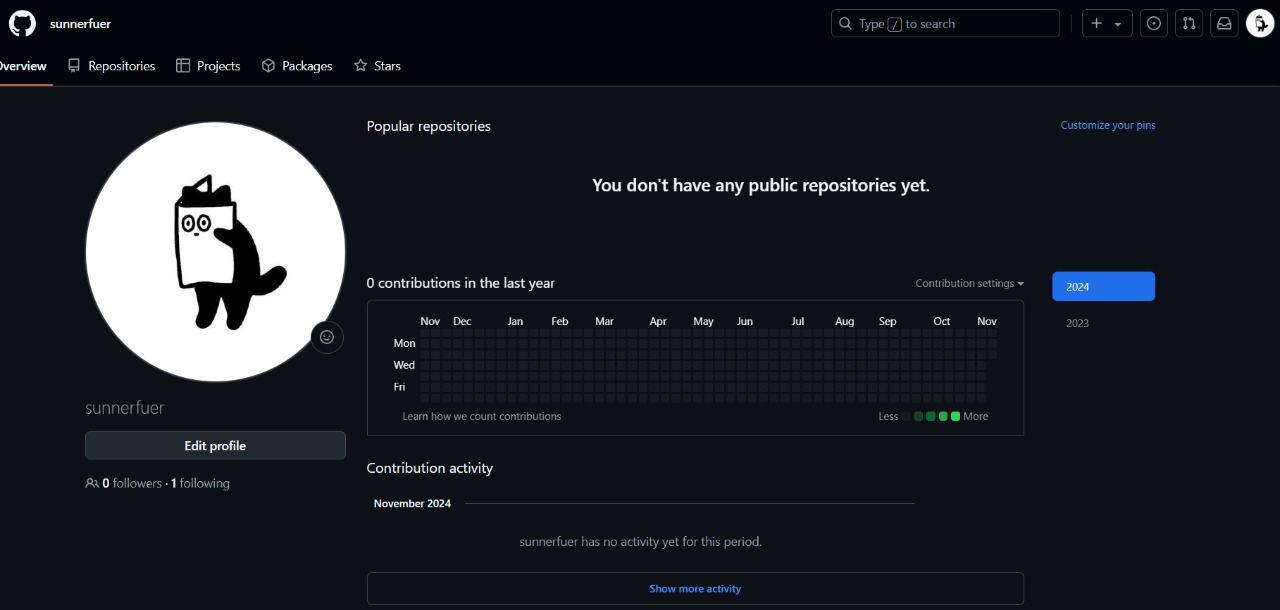 sunnerfuer
Type / to search
Overview Repositories Projects Packages Stars
Popular repositories
Customize your pins
You don't have any public repositories yet.
0 contributions in the last year
Contribution settings
2024
2023
Nov Dec Jan Feb Mar Apr May Jun Jul Aug Sep Oct Nov
Mon
Wed
Fri
Learn how we count contributions
Less More
sunnerfuer
Edit profile
0 followers · 1 following
Contribution activity
November 2024
sunnerfuer has no activity yet for this period.
Show more activity